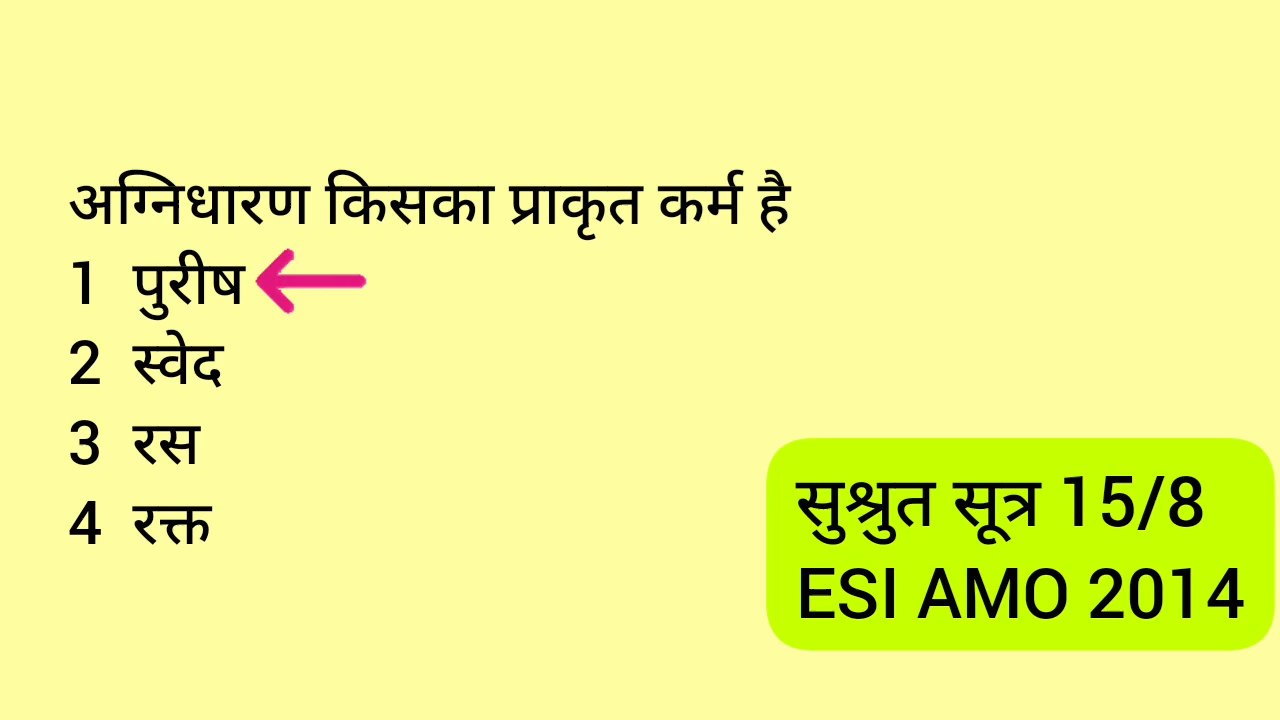 अग्निधारण किसका प्राकृत कर्म है
1 पुरीष
2 स्वेद
3 रस
4 रक्त
सुश्रुत सूत्र 15/8
ESI AMO 2014